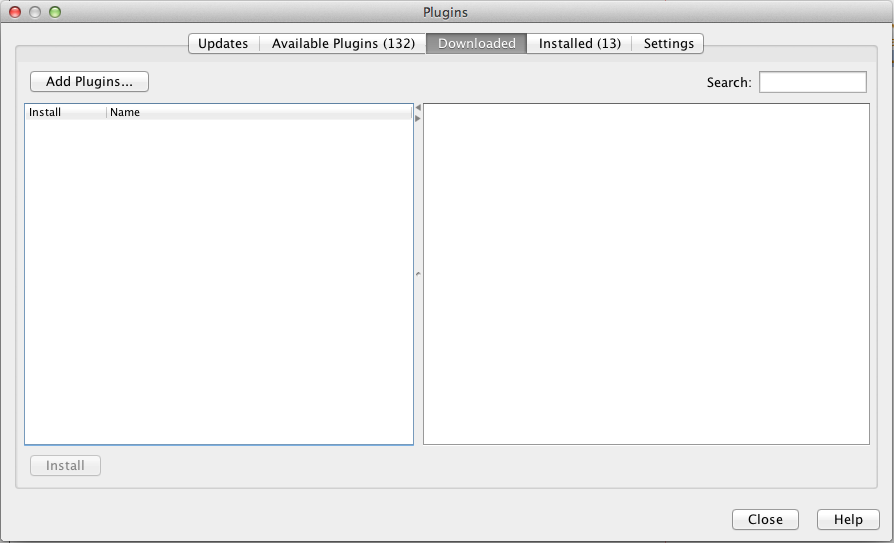 Plugins
Updates Available Plugins (132) Downloaded Installed (13) Settings
Add Plugins... Search:
Install Name
Install
Close Help